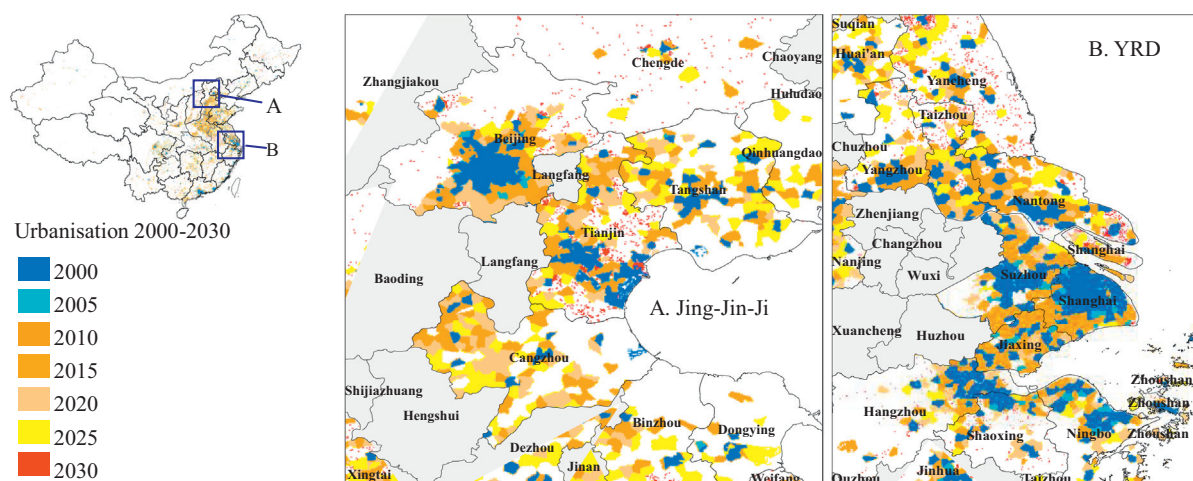 A
B
Urbanisation 2000-2030
2000
2005
2010
2015
2020
2025
2030
Zhangjiakou
Chengde
Chaoyang
Huludao
Beijing
Langfang
Qinhuangdao
Tangshan
Tianjin
Baoding
Langfang
A. Jing-Jin-Ji
Cangzhou
Shijiazhuang
Hengshui
Dezhou
Binzhou
Dongying
Xingtai
Jinan
Weifang
Suqian
B. YRD
Huai'an
Yancheng
Taizhou
Chuzhou
Yangzhou
Nantong
Zhenjiang
Changzhou
Shanghai
Nanjing
Wuxi
Suzhou
Shanghai
Xuancheng
Huzhou
Jiaxing
Zhoushan
Zhoushan
Hangzhou
Shaoxing
Ningbo
Zhoushan
Jinhua
Quzhou
Taizhou